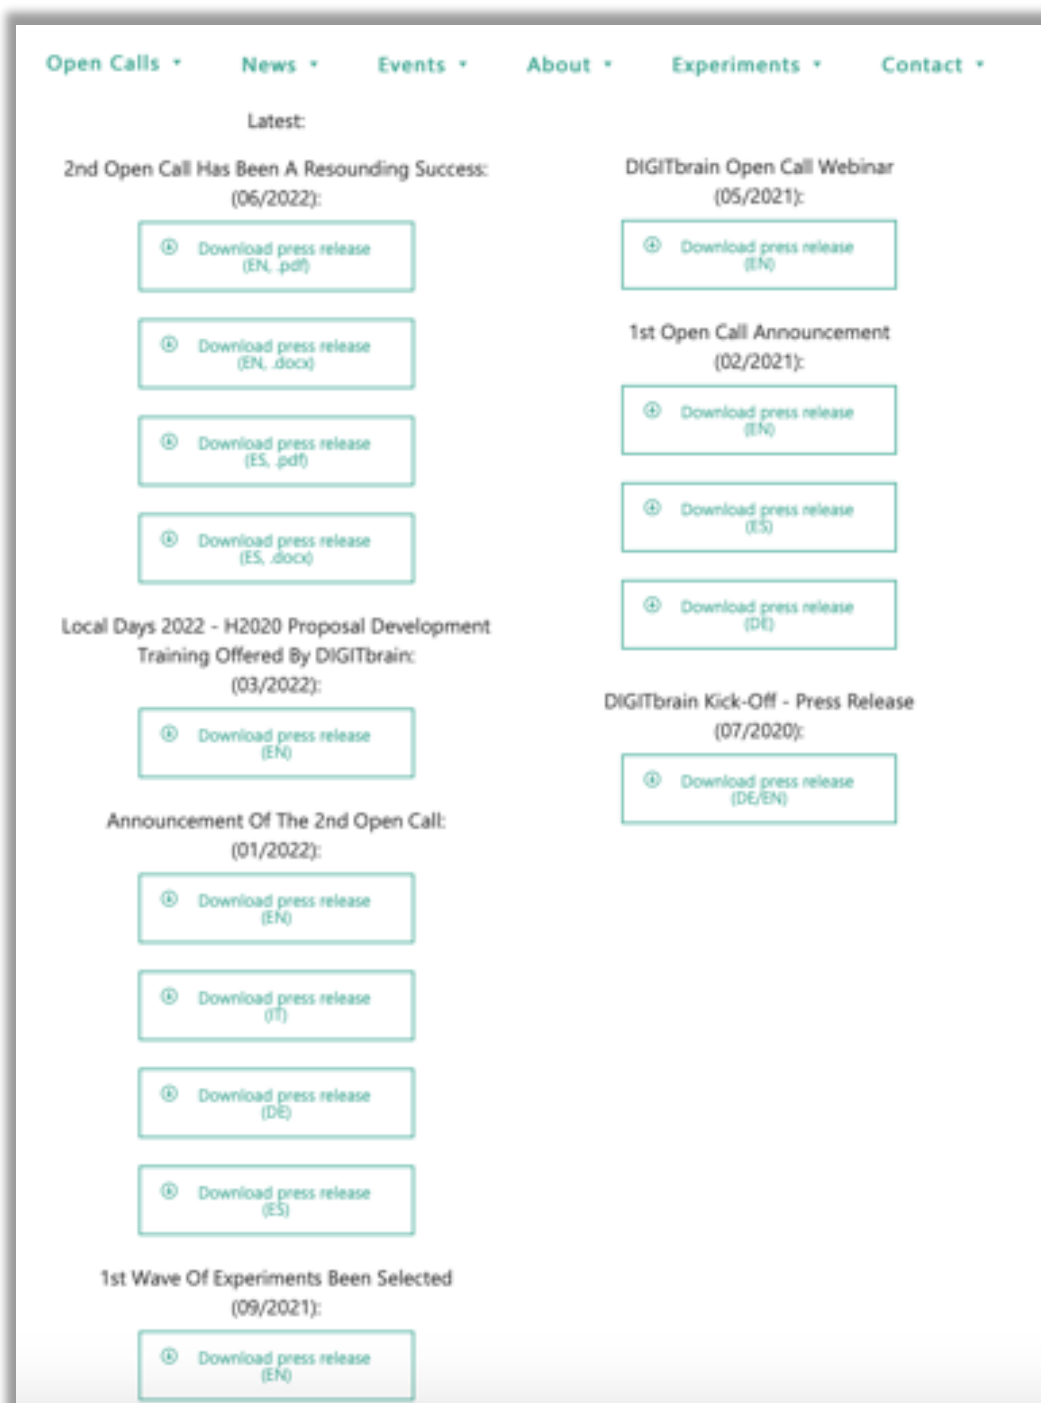 Open Calls
News
Events
About
Experiments
Contact
Latest:
2nd Open Call Has Been A Resounding Success:
(06/2022):
Download press release
(EN, .pdf)
Download press release
(EN, .docx)
Download press release
(ES, .pdf)
Download press release
(ES, .docx)
Local Days 2022 - H2020 Proposal Development
Training Offered By DIGITbrain:
(03/2022):
Download press release
(EN)
Announcement Of The 2nd Open Call:
(01/2022):
Download press release
(EN)
Download press release
(IT)
Download press release
(DE)
Download press release
(ES)
1st Wave Of Experiments Been Selected
(09/2021):
Download press release
(EN)
DIGITbrain Open Call Webinar
(05/2021):
Download press release
(EN)
1st Open Call Announcement
(02/2021):
Download press release
(EN)
Download press release
(ES)
Download press release
(DE)
DIGITbrain Kick-Off - Press Release
(07/2020):
Download press release
(DE/EN)